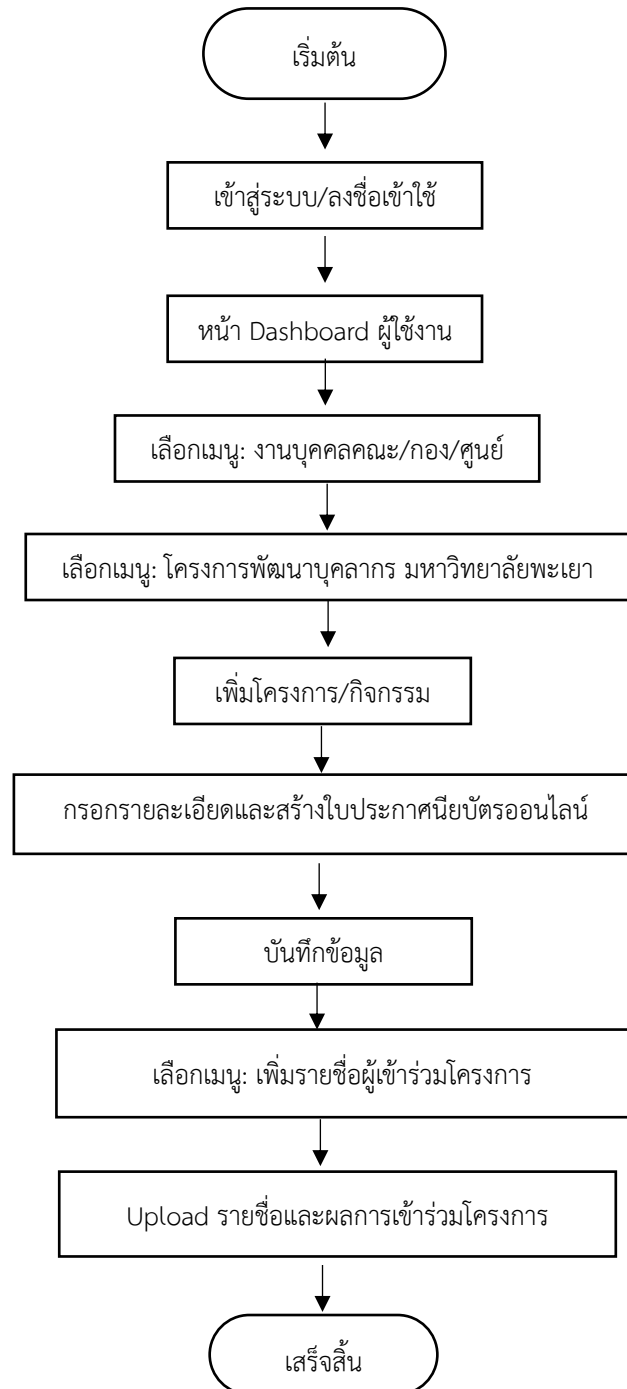 เริ่มต้น
เข้าสู่ระบบ/ลงชื่อเข้าใช้
หน้า Dashboard ผู้ใช้งาน
เลือกเมนู: งานบุคคลคณะ/กอง/ศูนย์
เลือกเมนู: โครงการพัฒนาบุคลากร มหาวิทยาลัยพะเยา
เพิ่มโครงการ/กิจกรรม
กรอกรายละเอียดและสร้างใบประกาศนียบัตรออนไลน์
บันทึกข้อมูล
เลือกเมนู: เพิ่มรายชื่อผู้เข้าร่วมโครงการ
Upload รายชื่อและผลการเข้าร่วมโครงการ
เสร็จสิ้น